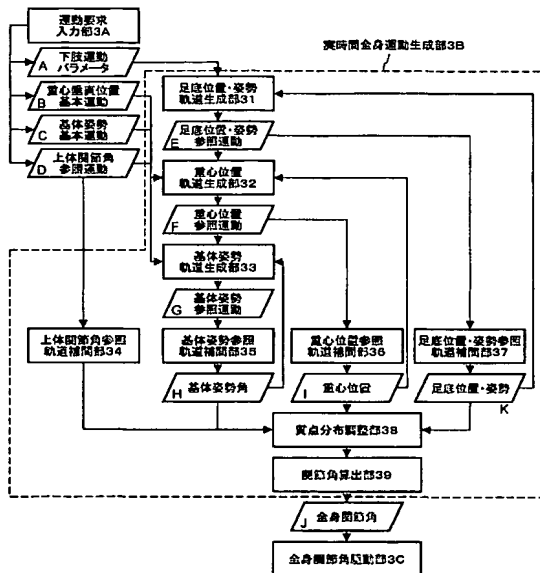 運動要求
入力部3A
実時間全身運動生成部3B
A
下肢運動
パラメータ
B
重心垂直位置
基本運動
C
基体姿勢
基本運動
D
上体関節角
参照運動
足底位置・姿勢
軌道生成部31
E
足底位置・姿勢
参照運動
重心位置
軌道生成部32
F
重心位置
参照運動
基体姿勢
軌道生成部33
G
基体姿勢
参照運動
上体関節角参照
軌道補間部34
基体姿勢参照
軌道補間部35
重心位置参照
軌道補間部36
足底位置・姿勢参照
軌道補間部37
H
基体姿勢角
I
重心位置
足底位置・姿勢
K
質点分布調整部38
関節角算出部39
J
全身関節角
全身関節角駆動部3C